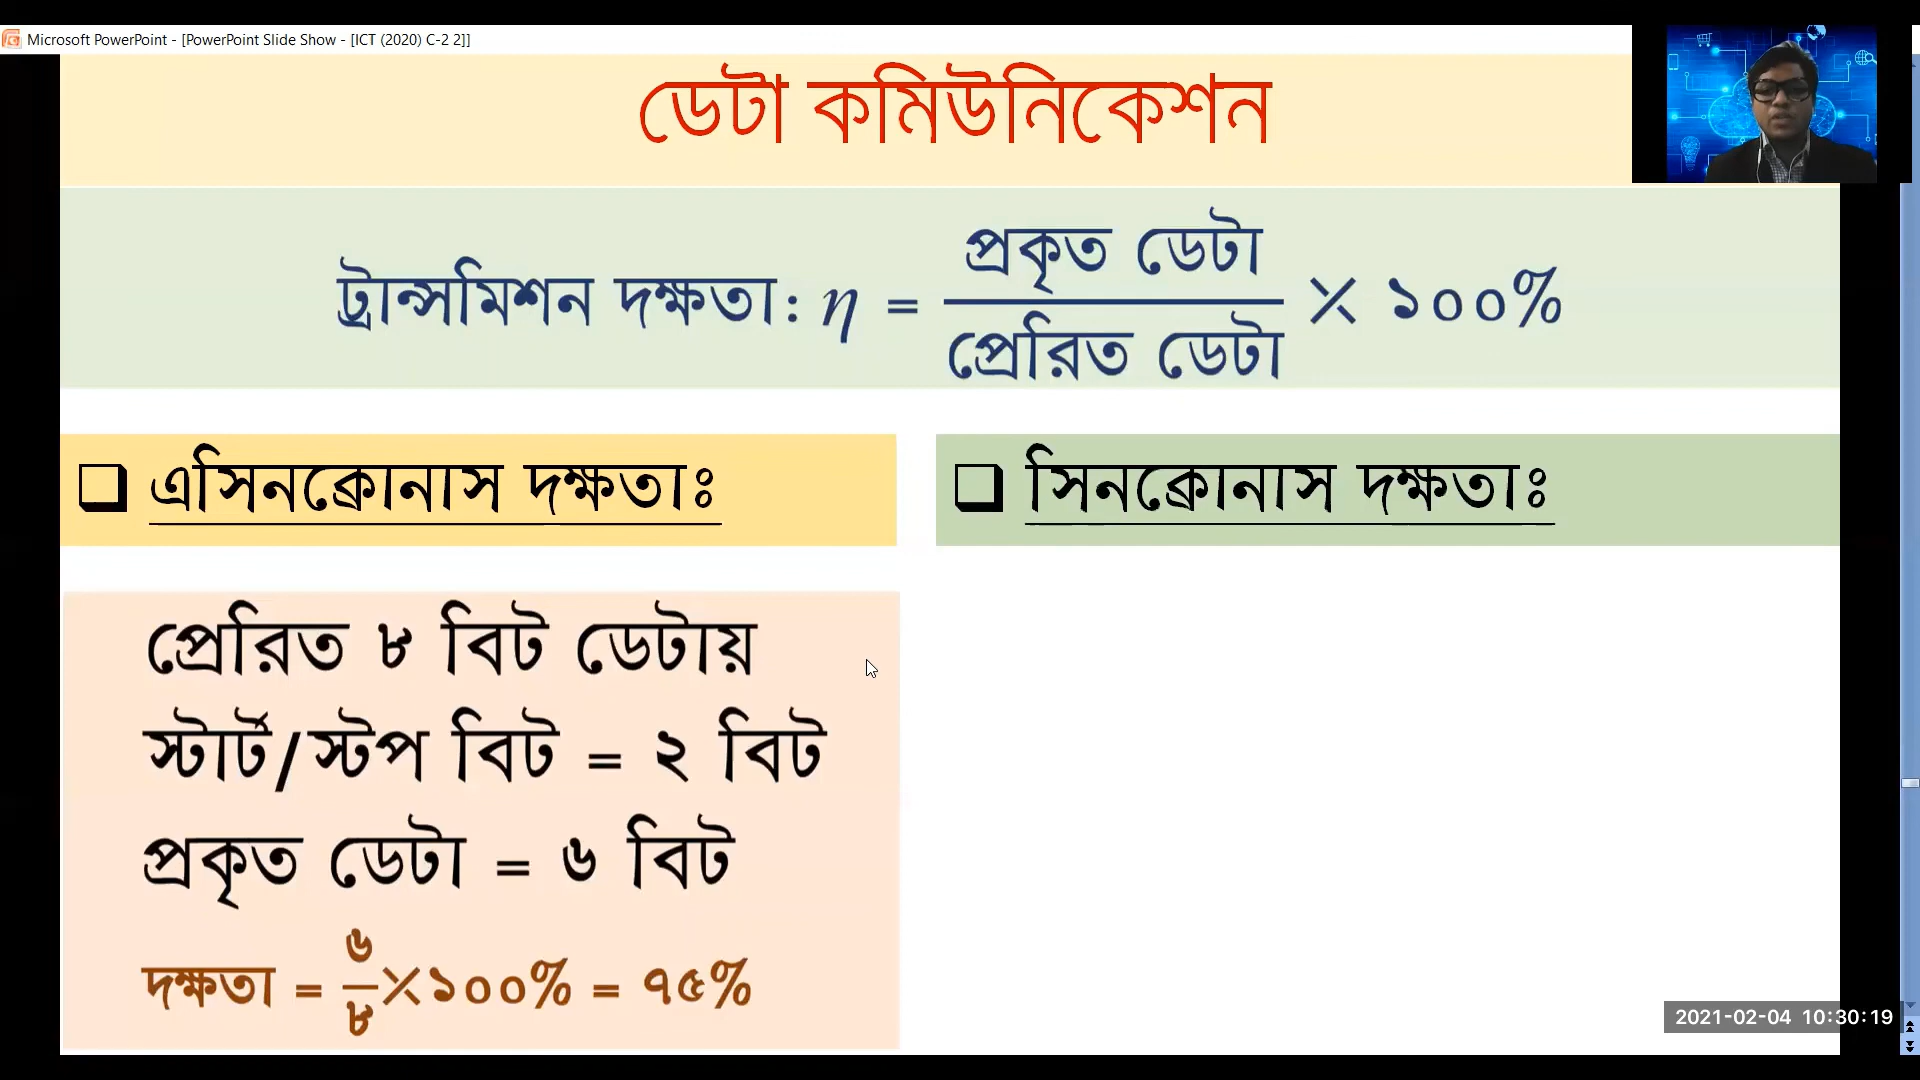 Microsoft PowerPoint - [PowerPoint Slide Show - [ICT (2020) C-2 2]]
ডেটা কমিউনিকেশন
ট্রান্সমিশন দক্ষতা: η = প্রকৃত ডেটা / প্রেরিত ডেটা × ১০০%
❑ এসিনক্রোনাস দক্ষতাঃ
প্রেরিত ৮ বিট ডেটায়
স্টার্ট/স্টপ বিট = ২ বিট
প্রকৃত ডেটা = ৬ বিট
দক্ষতা = ৬/৮ ×১০০% = ৭৫%
❑ সিনক্রোনাস দক্ষতাঃ
2021-02-04 10:30:19